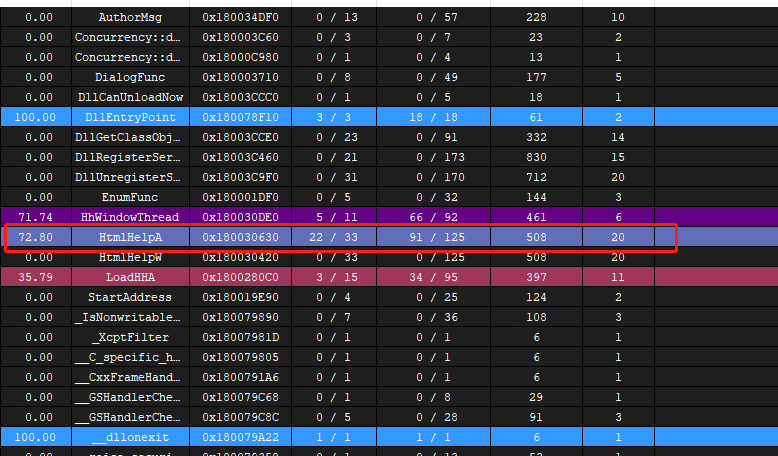 0.00 AuthorMsg 0x180034DF0 0 / 13 0 / 57 228 10
0.00 Concurrency::d… 0x180003C60 0 / 3 0 / 7 23 2
0.00 Concurrency::d… 0x18000C980 0 / 1 0 / 4 13 1
0.00 DialogFunc 0x180003710 0 / 8 0 / 49 177 5
0.00 DllCanUnloadNow 0x18003CCC0 0 / 1 0 / 5 18 1
100.00 DllEntryPoint 0x180078F10 3 / 3 18 / 18 61 2
0.00 DllGetClassObj… 0x18003CCE0 0 / 23 0 / 91 332 14
0.00 DllRegisterSer… 0x18003C460 0 / 21 0 / 173 830 15
0.00 DllUnregisterS… 0x18003C9F0 0 / 31 0 / 170 712 20
0.00 EnumFunc 0x180001DF0 0 / 5 0 / 32 144 3
71.74 HhWindowThread 0x180030DE0 5 / 11 66 / 92 461 6
72.80 HtmlHelpA 0x180030630 22 / 33 91 / 125 508 20
0.00 HtmlHelpW 0x180030420 0 / 33 0 / 125 508 20
35.79 LoadHHA 0x1800280C0 3 / 15 34 / 95 397 11
0.00 StartAddress 0x180019E90 0 / 4 0 / 25 124 2
0.00 _IsNonwritable… 0x180079890 0 / 7 0 / 36 108 3
0.00 _XcptFilter 0x18007981D 0 / 1 0 / 1 6 1
0.00 __C_specific_h… 0x180079805 0 / 1 0 / 1 6 1
0.00 __CxxFrameHand… 0x1800791A6 0 / 1 0 / 1 6 1
0.00 __GSHandlerChe… 0x180079C68 0 / 1 0 / 8 29 1
0.00 __GSHandlerChe… 0x180079C8C 0 / 5 0 / 28 91 3
100.00 __dllonexit 0x180079A22 1 / 1 1 / 1 6 1